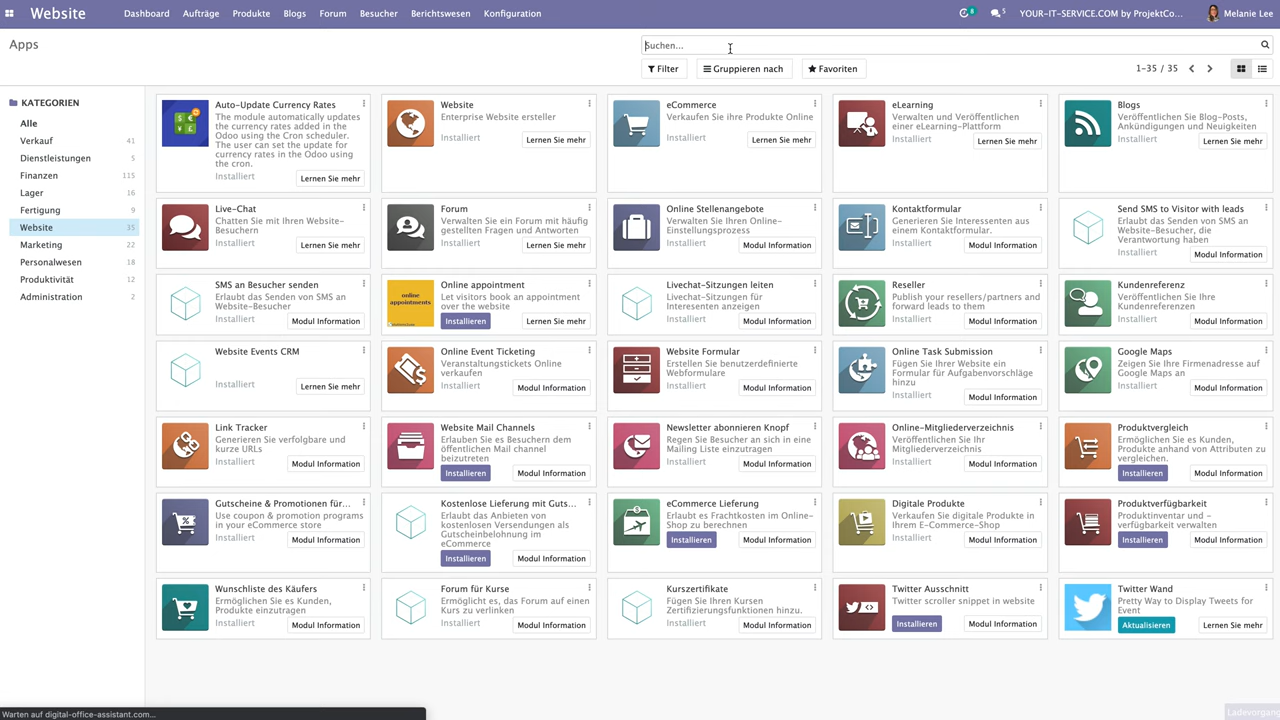 Website
Dashboard
Aufträge
Produkte
Blogs
Forum
Besucher
Berichtswesen
Konfiguration
8
5
YOUR-IT-SERVICE.COM by ProjektCo...
Melanie Lee
Apps
Suchen...
Filter
Gruppieren nach
Favoriten
1-35 / 35
KATEGORIEN
Alle
Verkauf 41
Dienstleistungen 5
Finanzen 115
Lager 16
Fertigung 9
Website 35
Marketing 22
Personalwesen 18
Produktivität 12
Administration 2
Auto-Update Currency Rates
The module automatically updates
the currency rates added in the
Odoo using the Cron scheduler.
The user can set the update for
currency rates in the Odoo using
the cron.
Installiert
Lernen Sie mehr
Website
Enterprise Website ersteller
Installiert
Lernen Sie mehr
eCommerce
Verkaufen Sie ihre Produkte Online
Installiert
Lernen Sie mehr
eLearning
Verwalten und Veröffentlichen
einer eLearning-Plattform
Installiert
Lernen Sie mehr
Blogs
Veröffentlichen Sie Blog-Posts,
Ankündigungen und Neuigkeiten
Installiert
Lernen Sie mehr
Live-Chat
Chatten Sie mit Ihren Website-
Besuchern
Installiert
Lernen Sie mehr
Forum
Verwalten Sie ein Forum mit häufig
gestellten Fragen und Antworten
Installiert
Lernen Sie mehr
Online Stellenangebote
Verwalten Sie Ihren Online-
Einstellungsprozess
Installiert
Modul Information
Kontaktformular
Generieren Sie Interessenten aus
einem Kontaktformular.
Installiert
Modul Information
Send SMS to Visitor with leads
Erlaubt das Senden von SMS an
Website-Besucher, die
Verantwortung haben
Installiert
Modul Information
SMS an Besucher senden
Erlaubt das Senden von SMS an
Website-Besucher
Installiert
Modul Information
online
appointments
Online appointment
Let visitors book an appointment
over the website
Installieren
Lernen Sie mehr
Livechat-Sitzungen leiten
Livechat-Sitzungen für
Interessenten anzeigen
Installiert
Modul Information
Reseller
Publish your resellers/partners and
forward leads to them
Installiert
Modul Information
Kundenreferenz
Veröffentlichen Sie Ihre
Kundenreferenzen
Installiert
Modul Information
Website Events CRM
Installiert
Lernen Sie mehr
Online Event Ticketing
Veranstaltungstickets Online
verkaufen
Installiert
Modul Information
Website Formular
Erstellen Sie benutzerdefinierte
Webformulare
Installiert
Modul Information
Online Task Submission
Fügen Sie Ihrer Website ein
Formular für Aufgabenvorschläge
hinzu
Installiert
Modul Information
Google Maps
Zeigen Sie Ihre Firmenadresse auf
Google Maps an
Installiert
Modul Information
Link Tracker
Generieren Sie verfolgbare und
kurze URLs
Installiert
Modul Information
Website Mail Channels
Erlauben Sie es Besuchern dem
öffentlichen Mail channel
beizutreten
Installieren
Modul Information
Newsletter abonnieren Knopf
Regen Sie Besucher an sich in eine
Mailing Liste einzutragen
Installiert
Modul Information
Online-Mitgliederverzeichnis
Veröffentlichen Sie Ihr
Mitgliederverzeichnis
Installiert
Modul Information
Produktvergleich
Ermöglichen Sie es Kunden,
Produkte anhand von Attributen zu
vergleichen.
Installieren
Modul Information
Gutscheine & Promotionen für...
Use coupon & promotion programs
in your eCommerce store
Installiert
Modul Information
Kostenlose Lieferung mit Guts...
Erlaubt das Anbieten von
kostenlosen Versendungen als
Gutscheinbelohnung im
eCommerce
Installieren
Modul Information
eCommerce Lieferung
Erlaubt es Frachtkosten im Online-
Shop zu berechnen
Installieren
Modul Information
Digitale Produkte
Verkaufen Sie digitale Produkte in
Ihrem E-Commerce-Shop
Installiert
Modul Information
Produktverfügbarkeit
Produktinventar und -
verfügbarkeit verwalten
Installieren
Modul Information
Wunschliste des Käufers
Ermöglichen Sie es Kunden,
Produkte einzutragen
Installiert
Modul Information
Forum für Kurse
Ermöglicht es, das Forum auf einen
Kurs zu verlinken
Installiert
Modul Information
Kurszertifikate
Fügen Sie Ihren Kursen
Zertifizierungsfunktionen hinzu.
Installiert
Modul Information
Twitter Ausschnitt
Twitter scroller snippet in website
Installieren
Modul Information
Twitter Wand
Pretty Way to Display Tweets for
Event
Aktualisieren
Lernen Sie mehr
Warten auf digital-office-assistant.com...
Ladevorgang